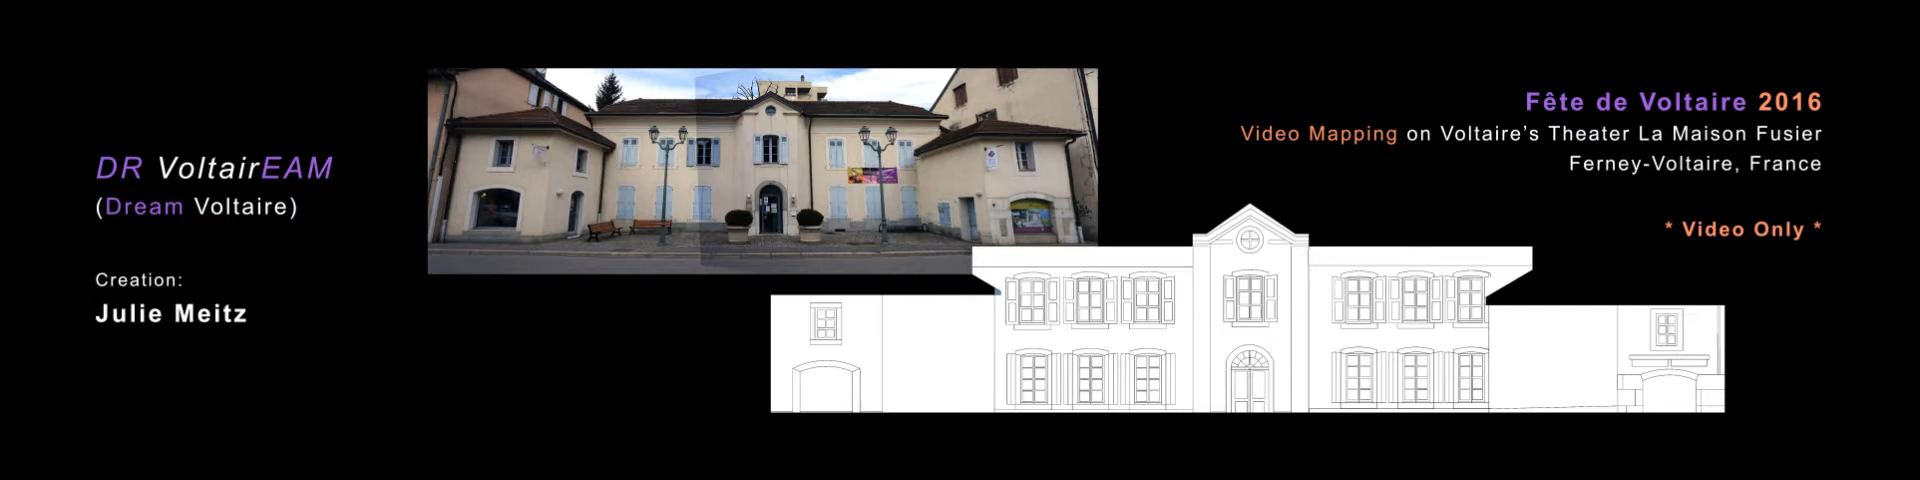 DR VoltairEAM
(Dream Voltaire)
Creation:
Julie Meitz
Fête de Voltaire 2016
Video Mapping on Voltaire’s Theater La Maison Fusier
Ferney-Voltaire, France
* Video Only *